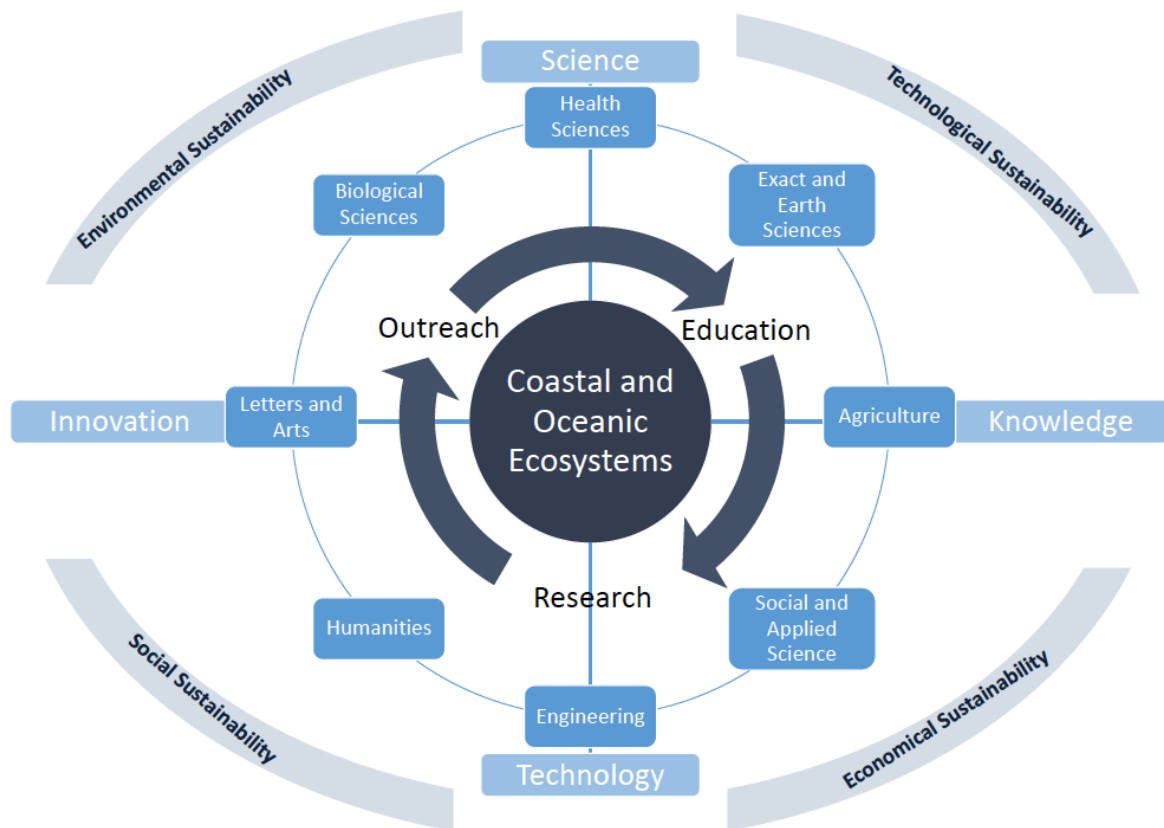 Science
Health
Sciences
Environmental Sustainability
Technological Sustainability
Biological
Sciences
Exact and
Earth
Sciences
Outreach
Education
Coastal and
Oceanic
Ecosystems
Innovation
Letters and
Arts
Agriculture
Knowledge
Research
Humanities
Social and
Applied
Science
Social Sustainability
Economical Sustainability
Engineering
Technology